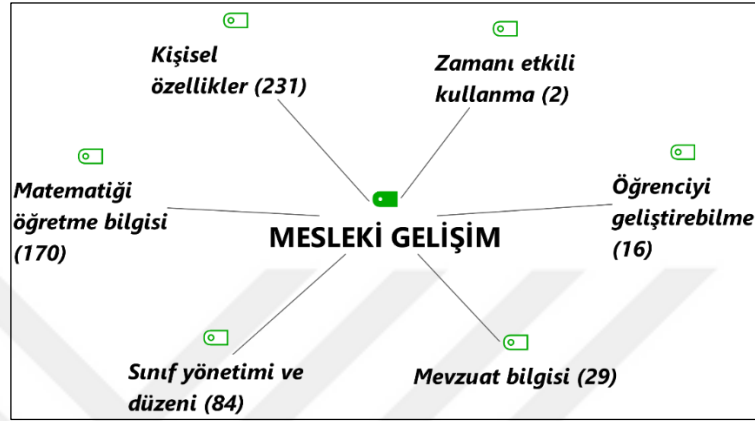 Kişisel
özellikler (231)
Zamanı etkili
kullanma (2)
Matematiği
öğretme bilgisi
(170)
Öğrenciyi
geliştirebilme
(16)
MESLEKİ GELİŞİM
Sınıf yönetimi ve
düzeni (84)
Mevzuat bilgisi (29)